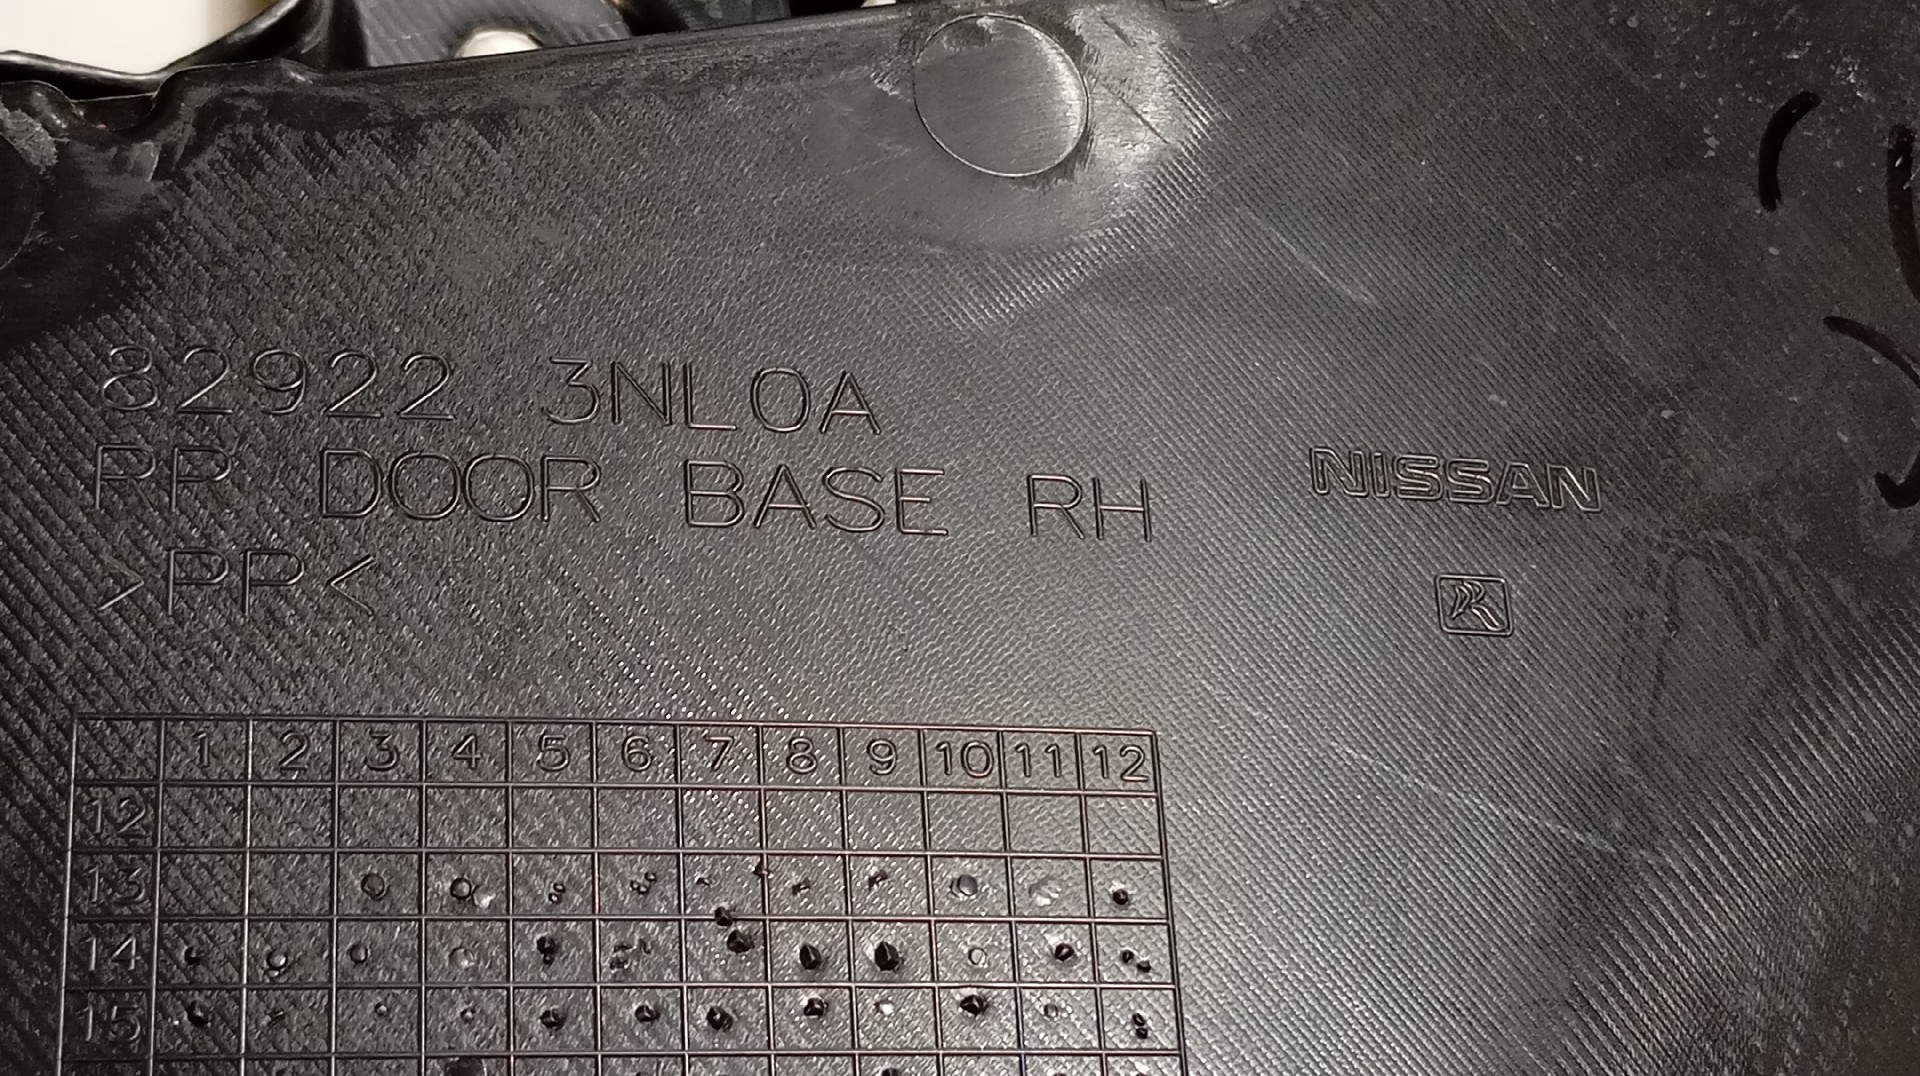 82922 3NL0A
RR DOOR BASE RH
>PP<
NISSAN
1 2 3 4 5 6 7 8 9 10 11 12
12
13
14
15